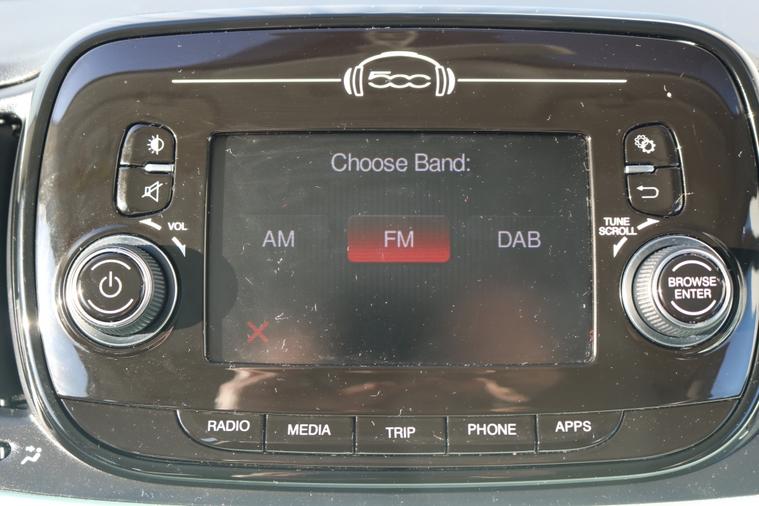 500
Choose Band:
VOL
TUNE
SCROLL
AM FM DAB
BROWSE
ENTER
RADIO MEDIA TRIP PHONE APPS